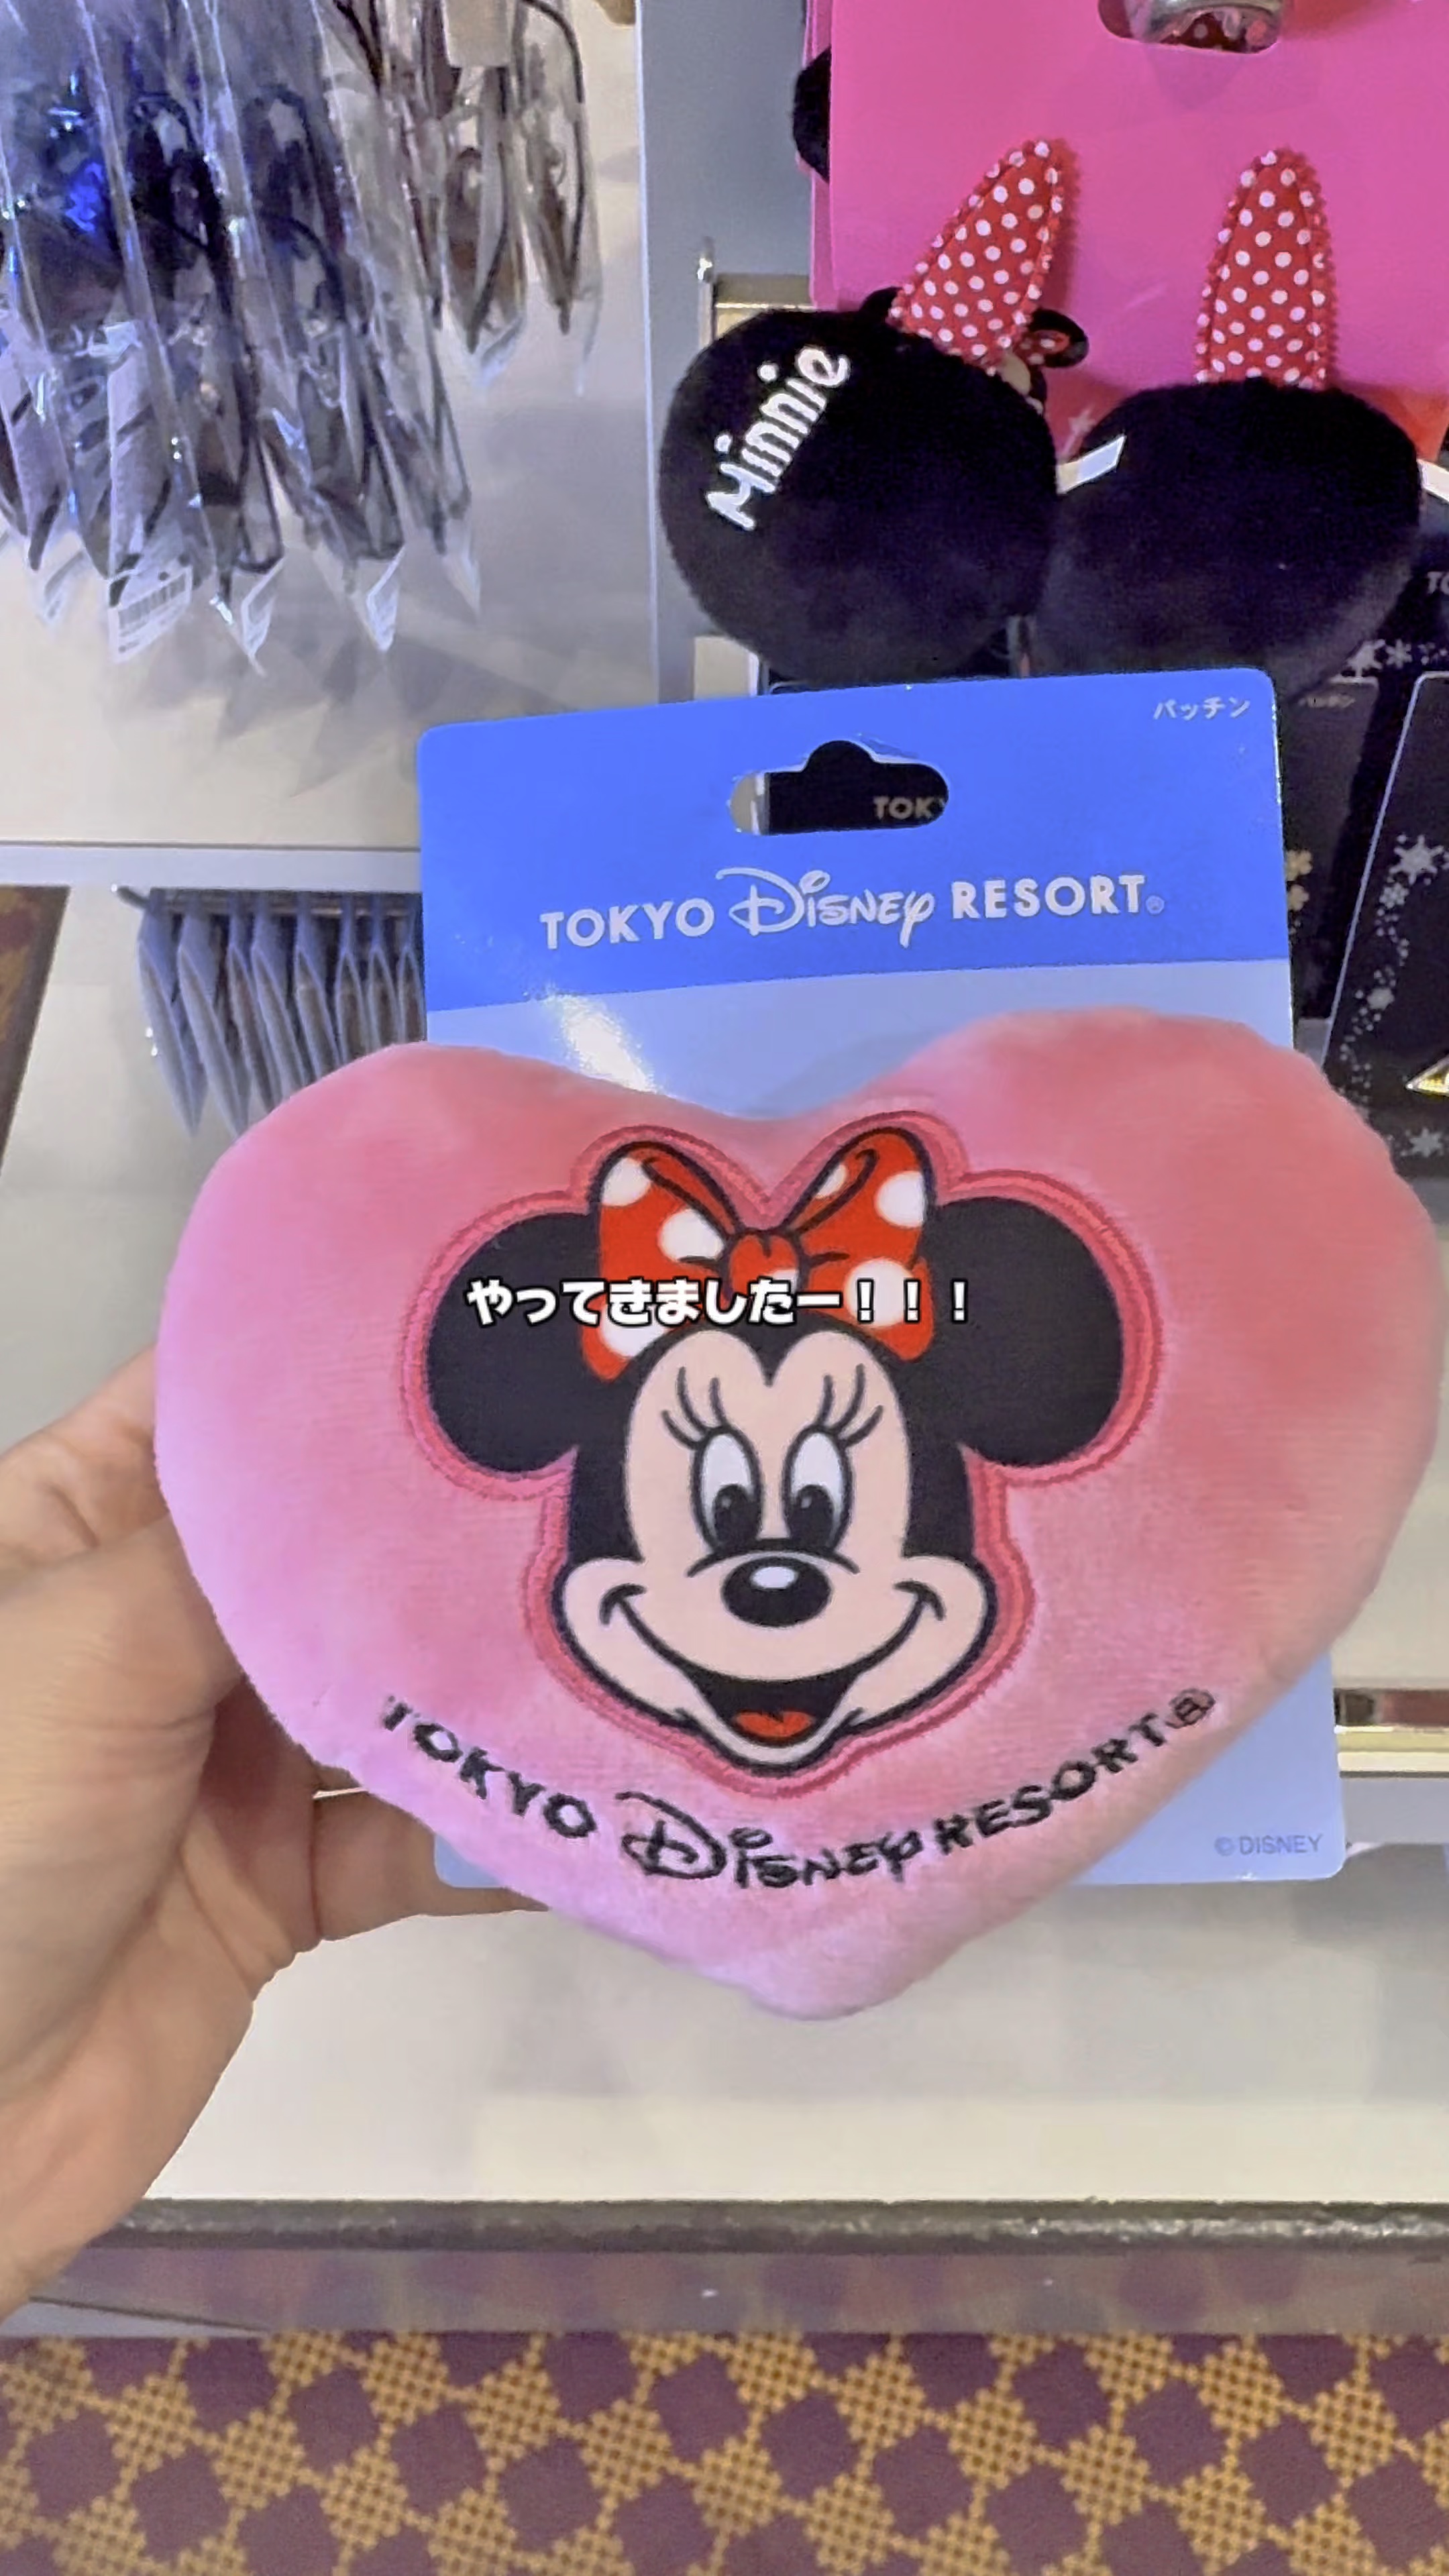 Minnie
パッチン
TOK
TOKYO Disney RESORT®
やってきましたー！！！
TOKYO Disney RESORT®
© DISNEY